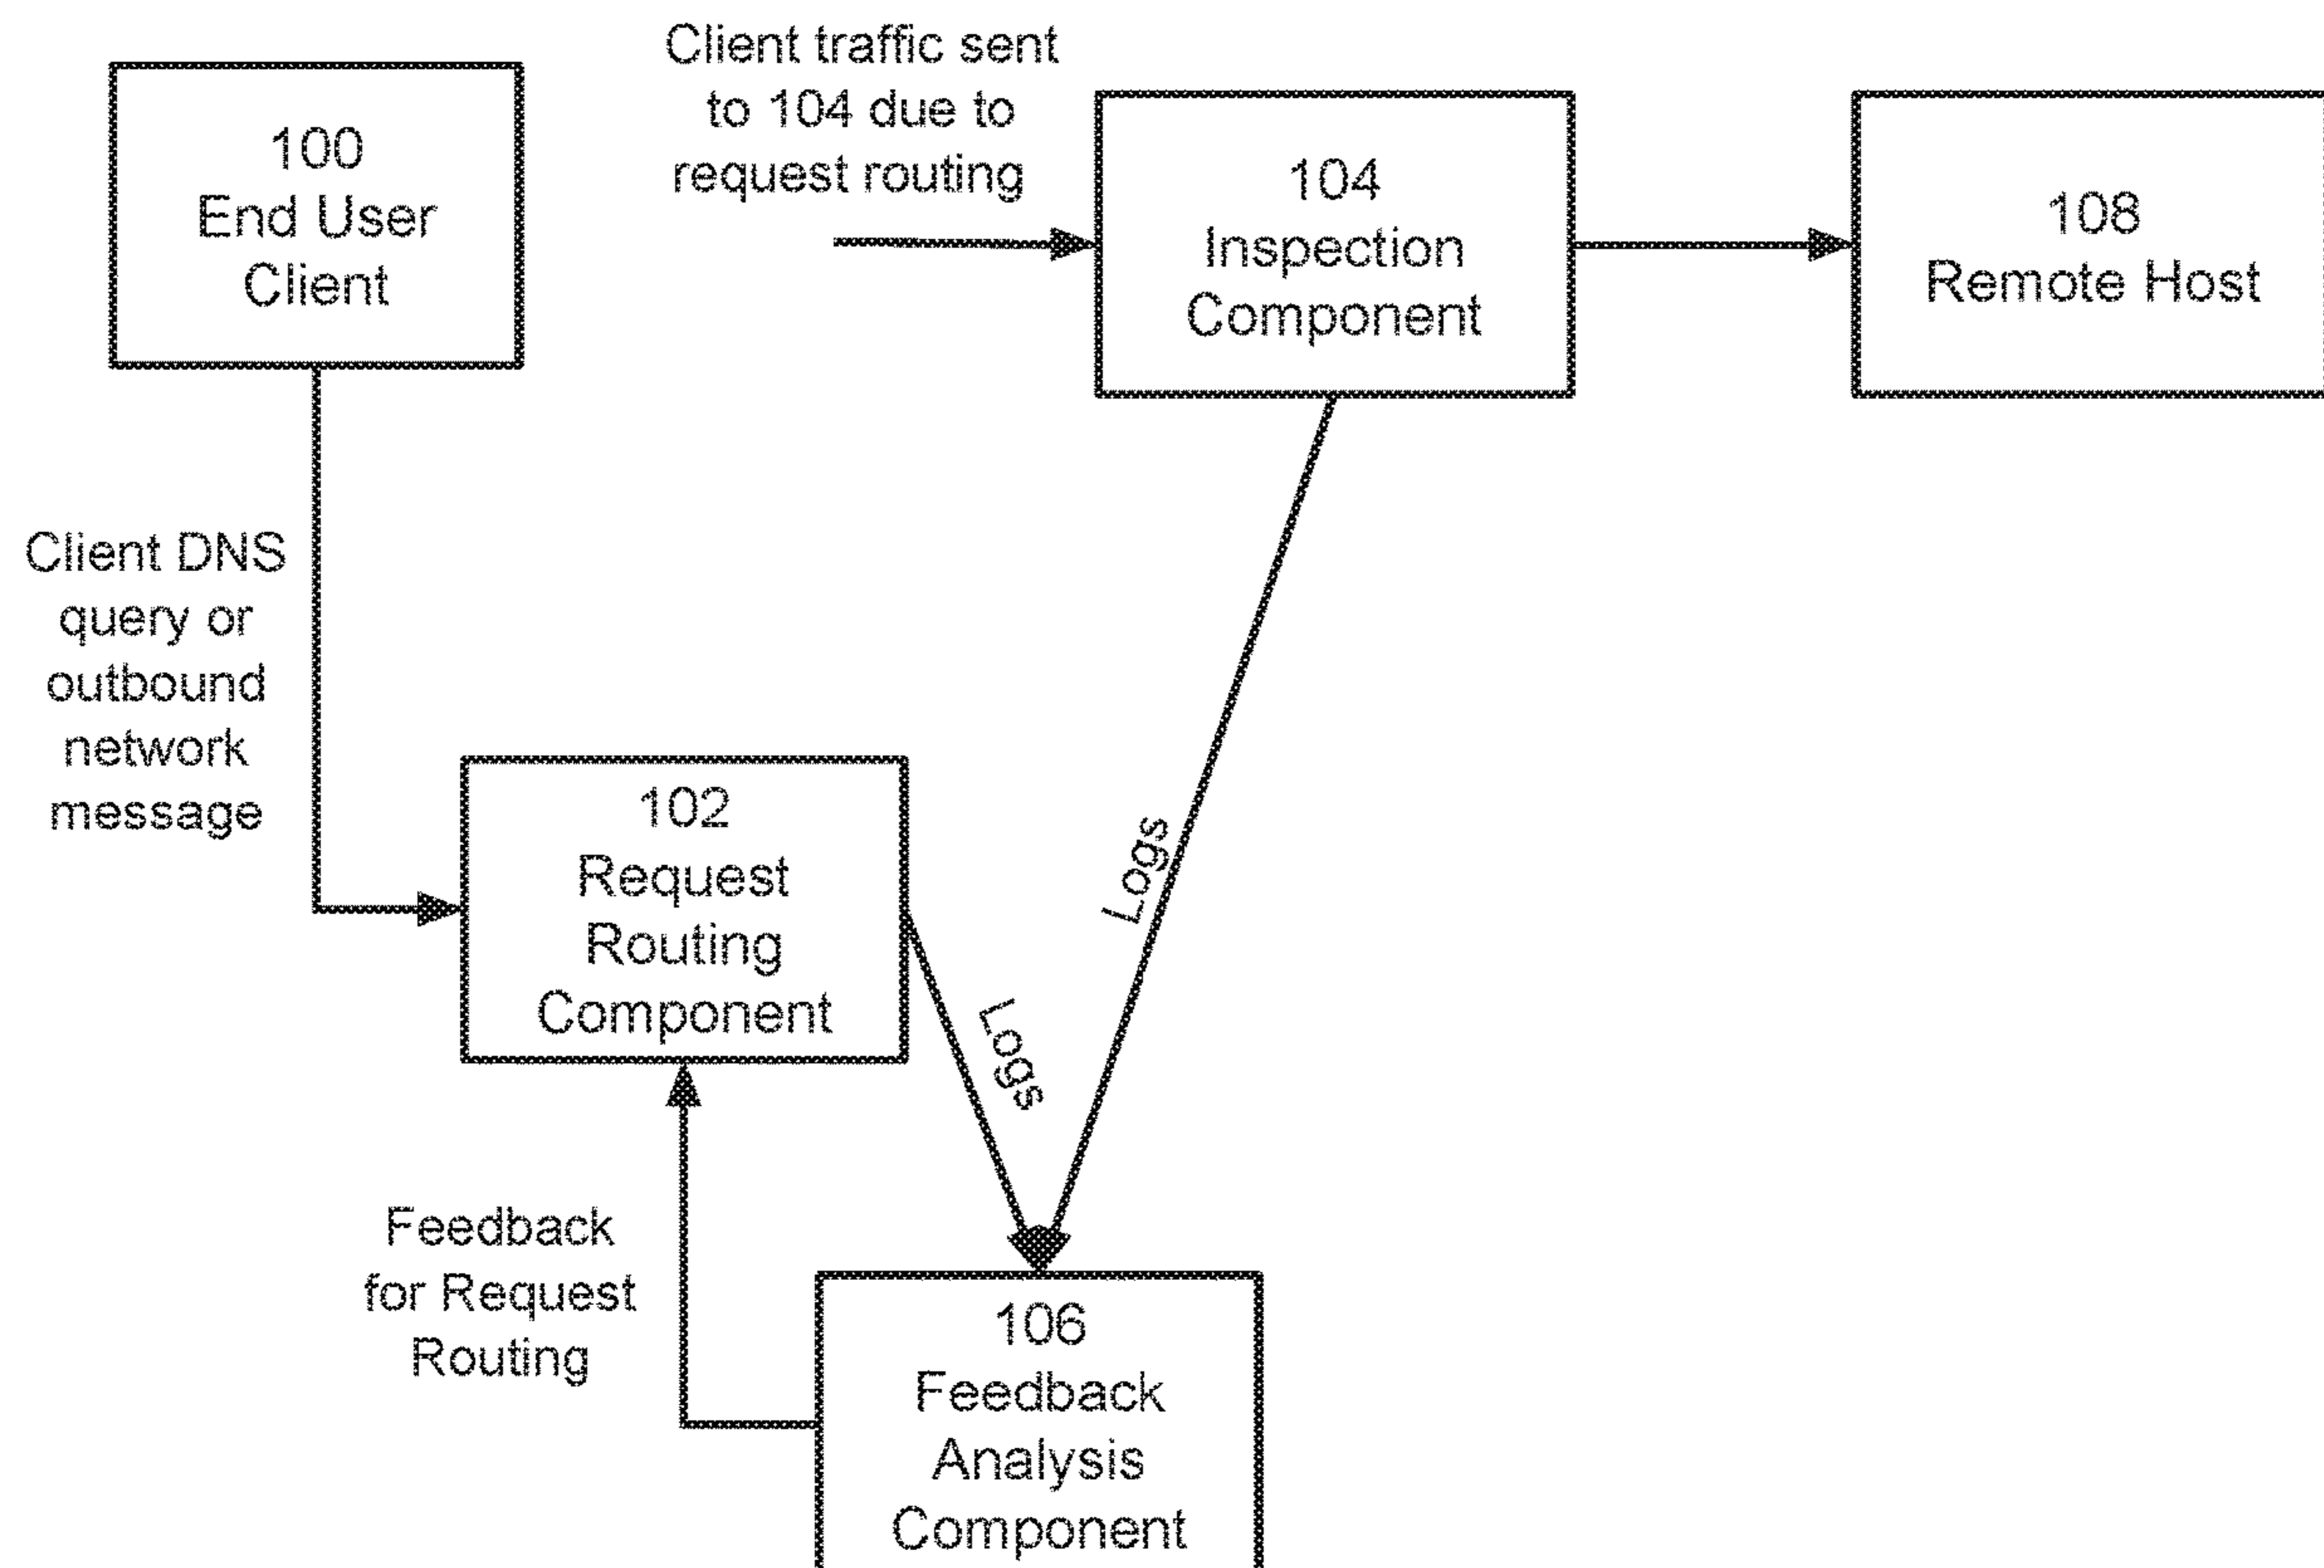 100
End User
Client
Client traffic sent
to 104 due to
request routing
104
Inspection
Component
108
Remote Host
Client DNS
query or
outbound
network
message
102
Request
Routing
Component
Logs
Logs
Feedback
for Request
Routing
106
Feedback
Analysis
Component